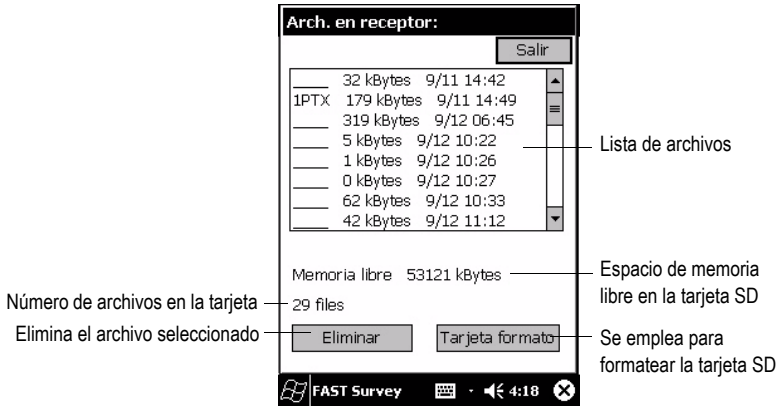 Arch. en receptor:
Salir
____ 32 kBytes 9/11 14:42
1PTX 179 kBytes 9/11 14:49
____ 319 kBytes 9/12 06:45
____ 5 kBytes 9/12 10:22
____ 1 kBytes 9/12 10:26
____ 0 kBytes 9/12 10:27
____ 62 kBytes 9/12 10:33
____ 42 kBytes 9/12 11:12
Lista de archivos
Memoria libre 53121 kBytes
Espacio de memoria
libre en la tarjeta SD
Número de archivos en la tarjeta
29 files
Elimina el archivo seleccionado
Eliminar
Tarjeta formato
Se emplea para
formatear la tarjeta SD
FAST Survey
4:18